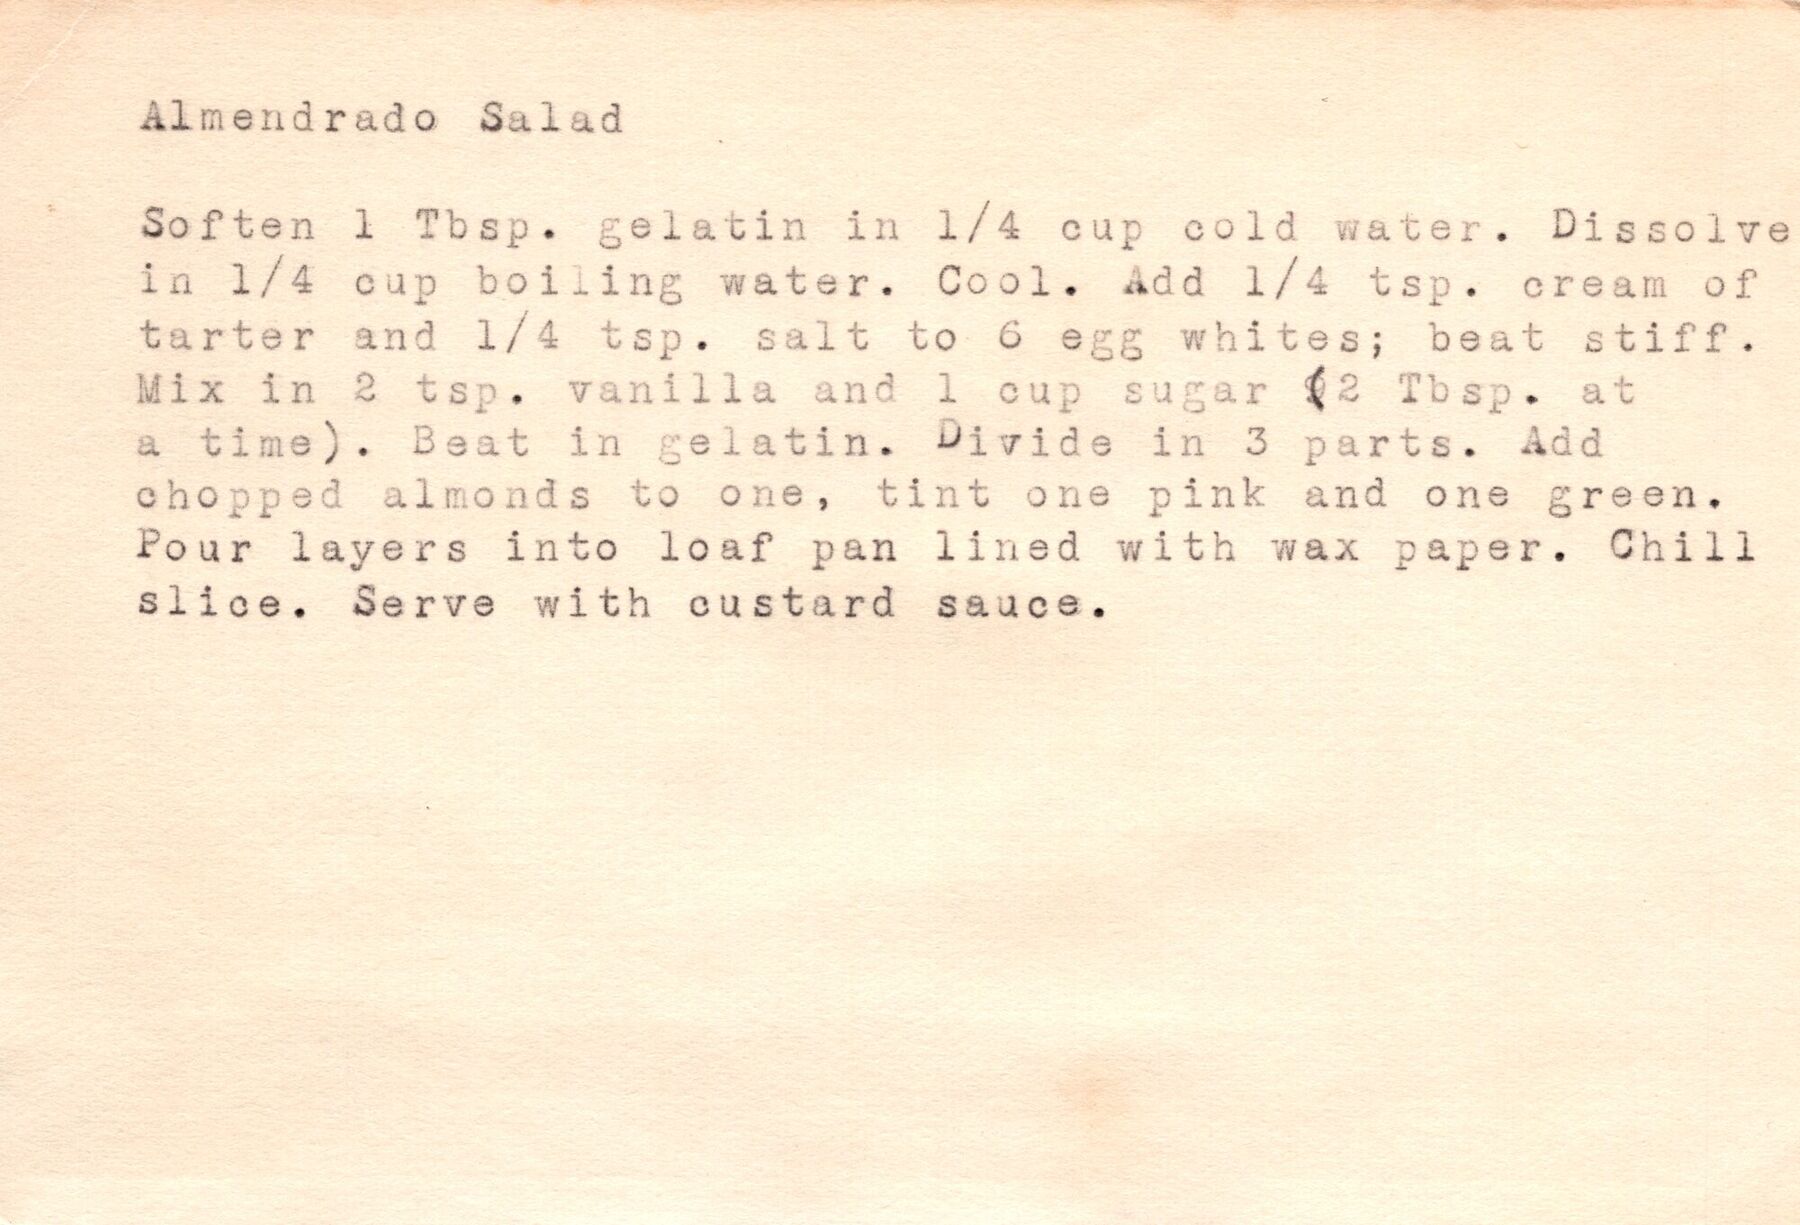 Almendrado Salad
Soften 1 Tbsp. gelatin in 1/4 cup cold water. Dissolve
in 1/4 cup boiling water. Cool. Add 1/4 tsp. cream of
tarter and 1/4 tsp. salt to 6 egg whites; beat stiff.
Mix in 2 tsp. vanilla and 1 cup sugar (2 Tbsp. at
a time). Beat in gelatin. Divide in 3 parts. Add
chopped almonds to one, tint one pink and one green.
Pour layers into loaf pan lined with wax paper. Chill
slice. Serve with custard sauce.